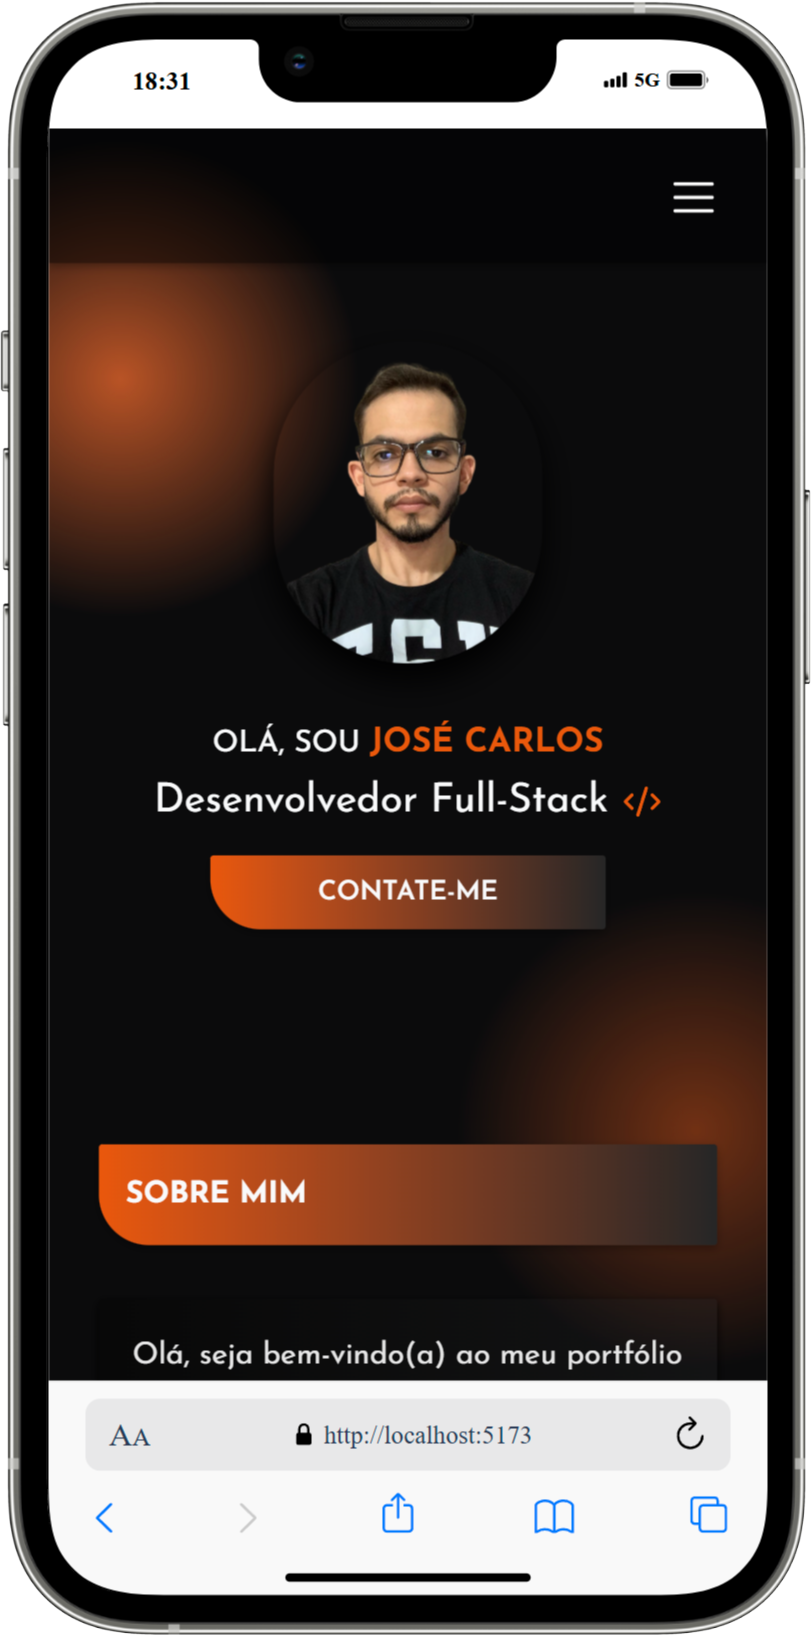 18:31 5G
OLÁ, SOU JOSÉ CARLOS
Desenvolvedor Full-Stack </>
CONTATE-ME
SOBRE MIM
Olá, seja bem-vindo(a) ao meu portfólio
AA http://localhost:5173